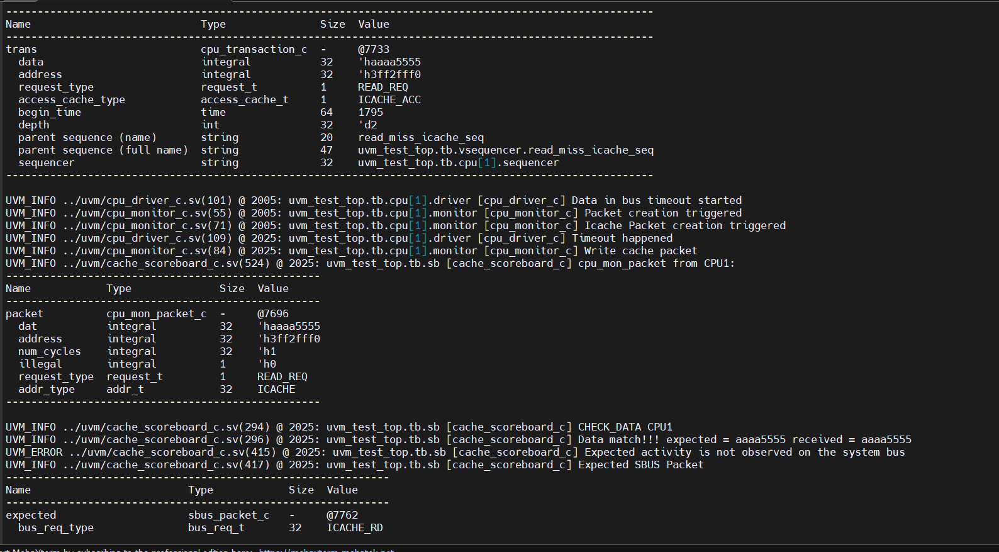 --------------------------------------------------------------------------------
Name                           Type               Size  Value
--------------------------------------------------------------------------------
trans                          cpu_transaction_c  -     @7733
  data                         integral           32    'haaaa5555
  address                      integral           32    'h3ff2fff0
  request_type                 request_t          1     READ_REQ
  access_cache_type            access_cache_t     1     ICACHE_ACC
  begin_time                   time               64    1795
  depth                        int                32    'd2
  parent sequence (name)       string             20    read_miss_icache_seq
  parent sequence (full name)  string             47    uvm_test_top.tb.vsequencer.read_miss_icache_seq
  sequencer                    string             32    uvm_test_top.tb.cpu[1].sequencer
--------------------------------------------------------------------------------
UVM_INFO ../uvm/cpu_driver_c.sv(101) @ 2005: uvm_test_top.tb.cpu[1].driver [cpu_driver_c] Data in bus timeout started
UVM_INFO ../uvm/cpu_monitor_c.sv(55) @ 2005: uvm_test_top.tb.cpu[1].monitor [cpu_monitor_c] Packet creation triggered
UVM_INFO ../uvm/cpu_monitor_c.sv(71) @ 2005: uvm_test_top.tb.cpu[1].monitor [cpu_monitor_c] Icache Packet creation triggered
UVM_INFO ../uvm/cpu_driver_c.sv(109) @ 2025: uvm_test_top.tb.cpu[1].driver [cpu_driver_c] Timeout happened
UVM_INFO ../uvm/cpu_monitor_c.sv(84) @ 2025: uvm_test_top.tb.cpu[1].monitor [cpu_monitor_c] Write cache packet
UVM_INFO ../uvm/cache_scoreboard_c.sv(524) @ 2025: uvm_test_top.tb.sb [cache_scoreboard_c] cpu_mon_packet from CPU1:
--------------------------------------------------
Name            Type              Size  Value
--------------------------------------------------
packet          cpu_mon_packet_c  -     @7696
  dat           integral          32    'haaaa5555
  address       integral          32    'h3ff2fff0
  num_cycles    integral          32    'h1
  illegal       integral          1     'h0
  request_type  request_t         1     READ_REQ
  addr_type     addr_t            32    ICACHE
--------------------------------------------------
UVM_INFO ../uvm/cache_scoreboard_c.sv(294) @ 2025: uvm_test_top.tb.sb [cache_scoreboard_c] CHECK_DATA CPU1
UVM_INFO ../uvm/cache_scoreboard_c.sv(296) @ 2025: uvm_test_top.tb.sb [cache_scoreboard_c] Data match!!! expected = aaaa5555 received = aaaa5555
UVM_ERROR ../uvm/cache_scoreboard_c.sv(415) @ 2025: uvm_test_top.tb.sb [cache_scoreboard_c] Expected activity is not observed on the system bus
UVM_INFO ../uvm/cache_scoreboard_c.sv(417) @ 2025: uvm_test_top.tb.sb [cache_scoreboard_c] Expected SBUS Packet
-------------------------------------------------------------
Name                         Type            Size  Value
-------------------------------------------------------------
expected                     sbus_packet_c   -     @7762
  bus_req_type               bus_req_t       32    ICACHE_RD
MobaXterm by subscribing to the professional edition here: https://mobaxterm.mobatek.net